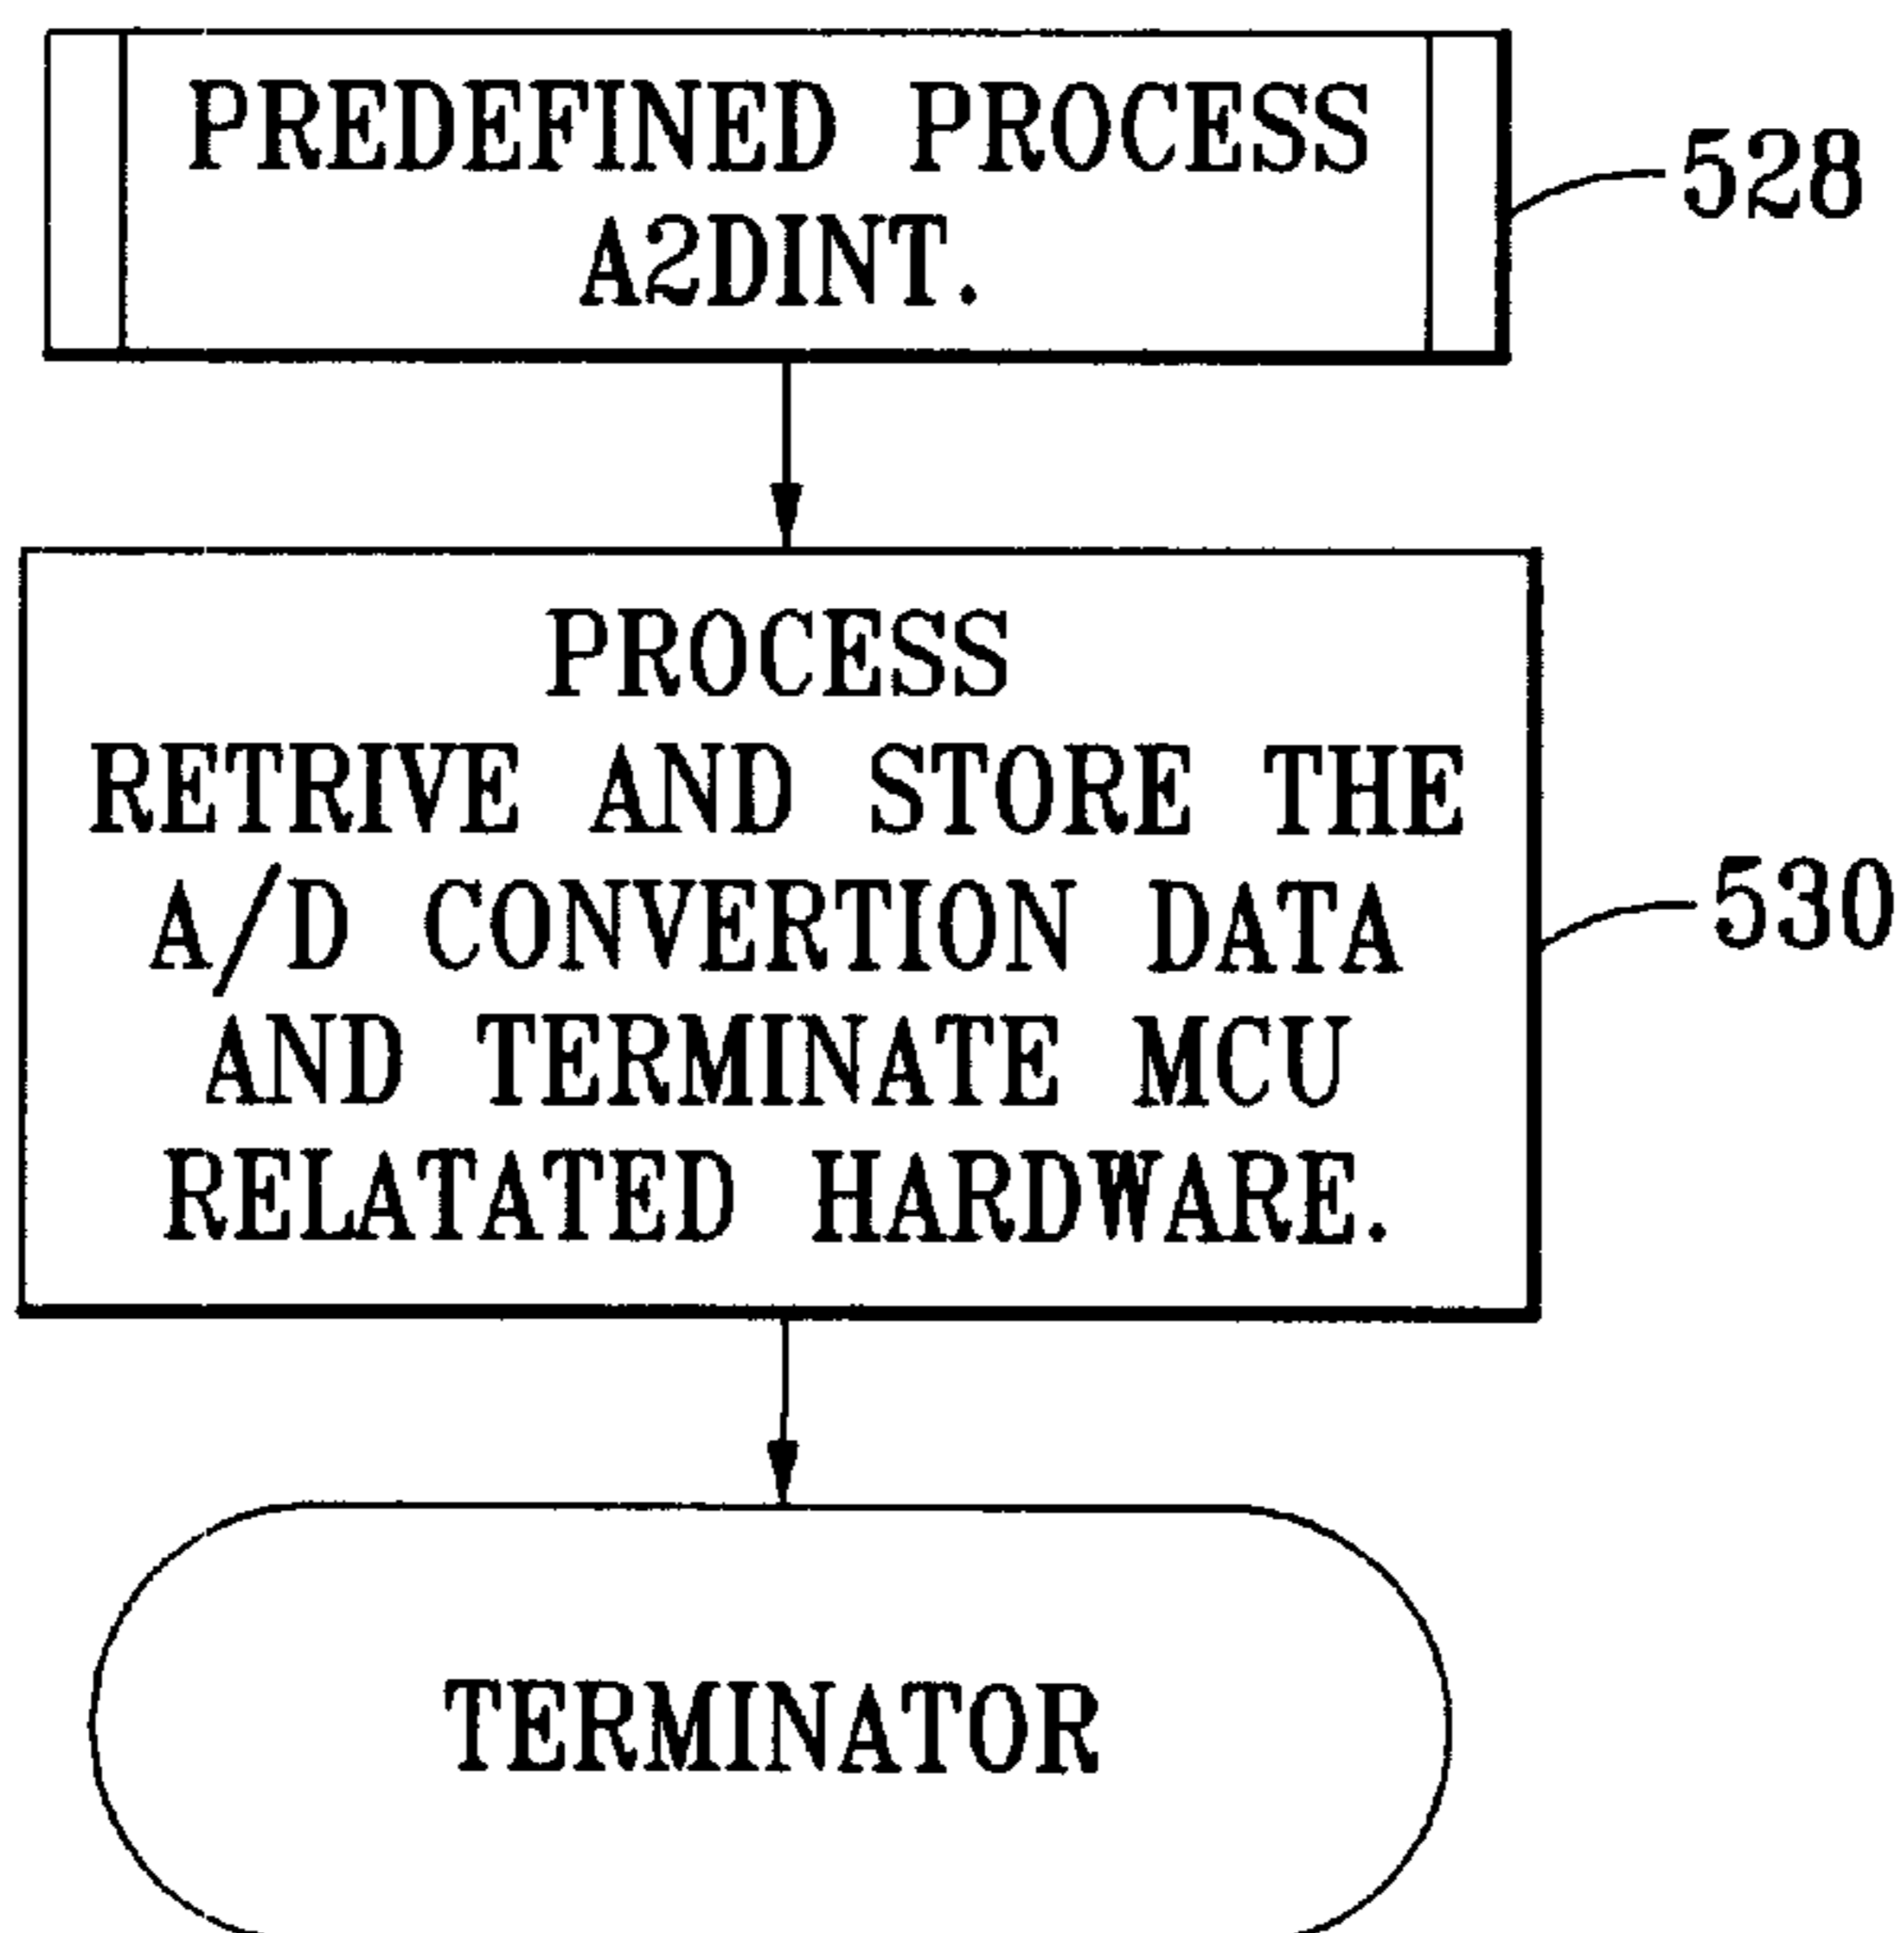 PREDEFINED PROCESS
A2DINT.
528
PROCESS
RETRIVE AND STORE THE
A/D CONVERTION DATA
AND TERMINATE MCU
RELATATED HARDWARE.
530
TERMINATOR